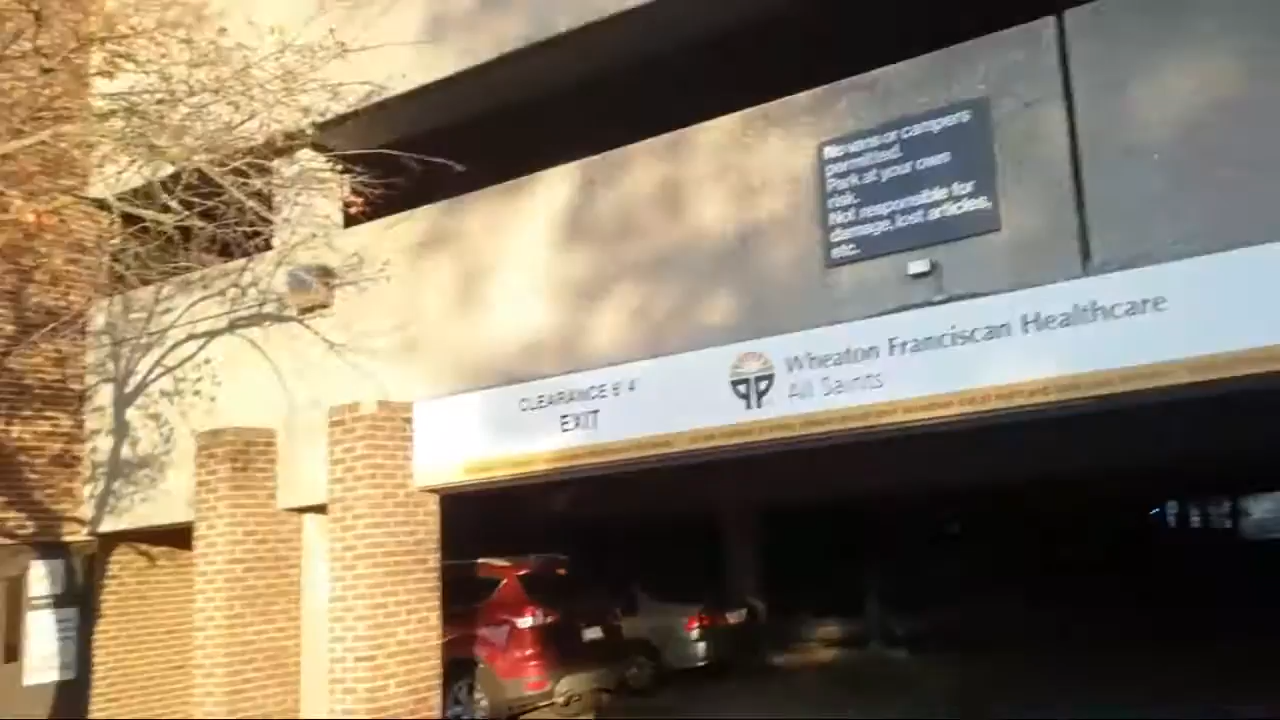 No vans or campers
permitted.
Park at your own
risk.
Not responsible for
damage, lost articles,
etc.
CLEARANCE 6' 4"
EXIT
Wheaton Franciscan Healthcare
All Saints